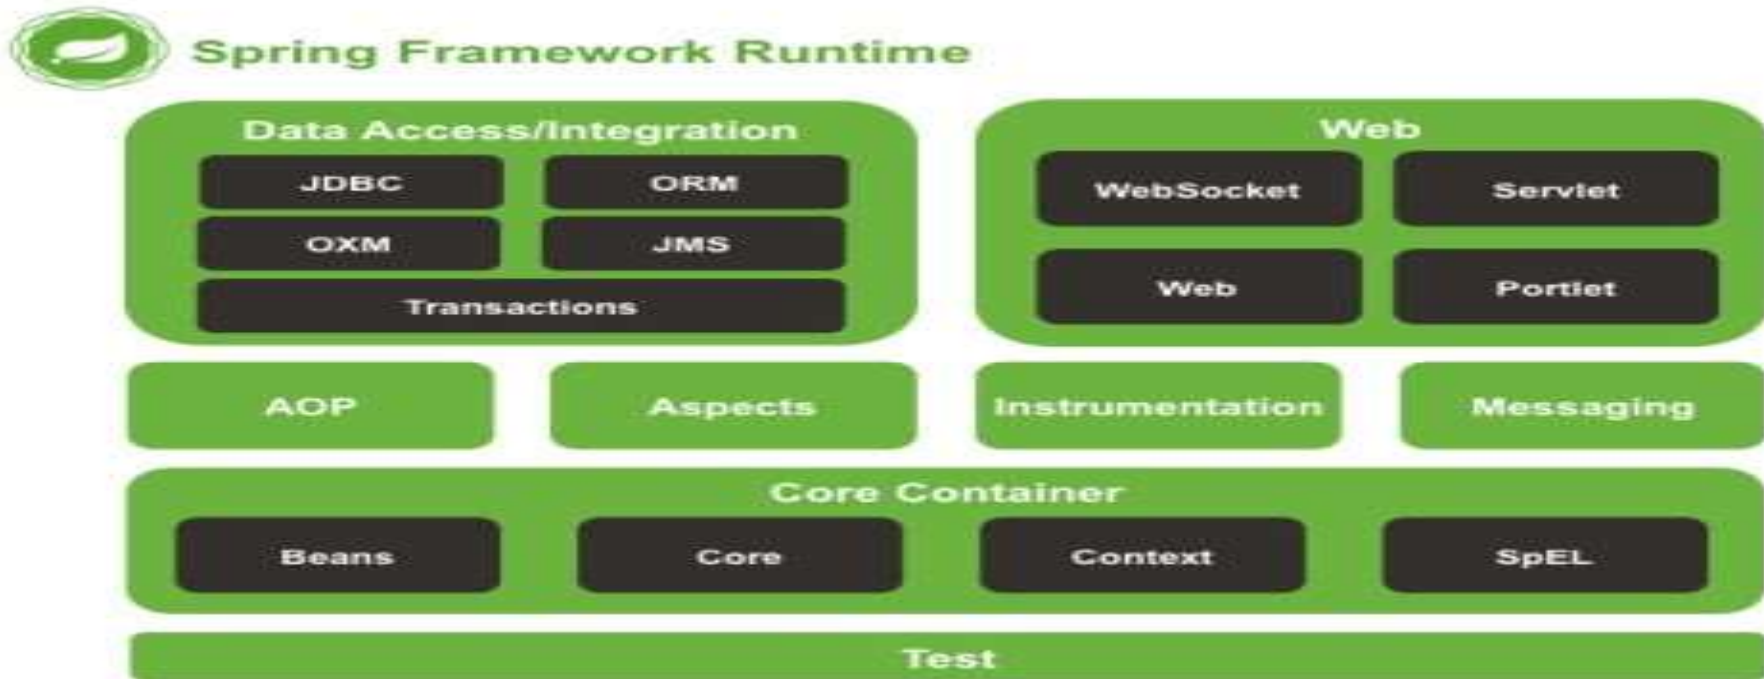 Spring Framework Runtime
Data Access/Integration
JDBC
ORM
OXM
JMS
Transactions
Web
WebSocket
Servlet
Web
Portlet
AOP
Aspects
Instrumentation
Messaging
Core Container
Beans
Core
Context
SpEL
Test